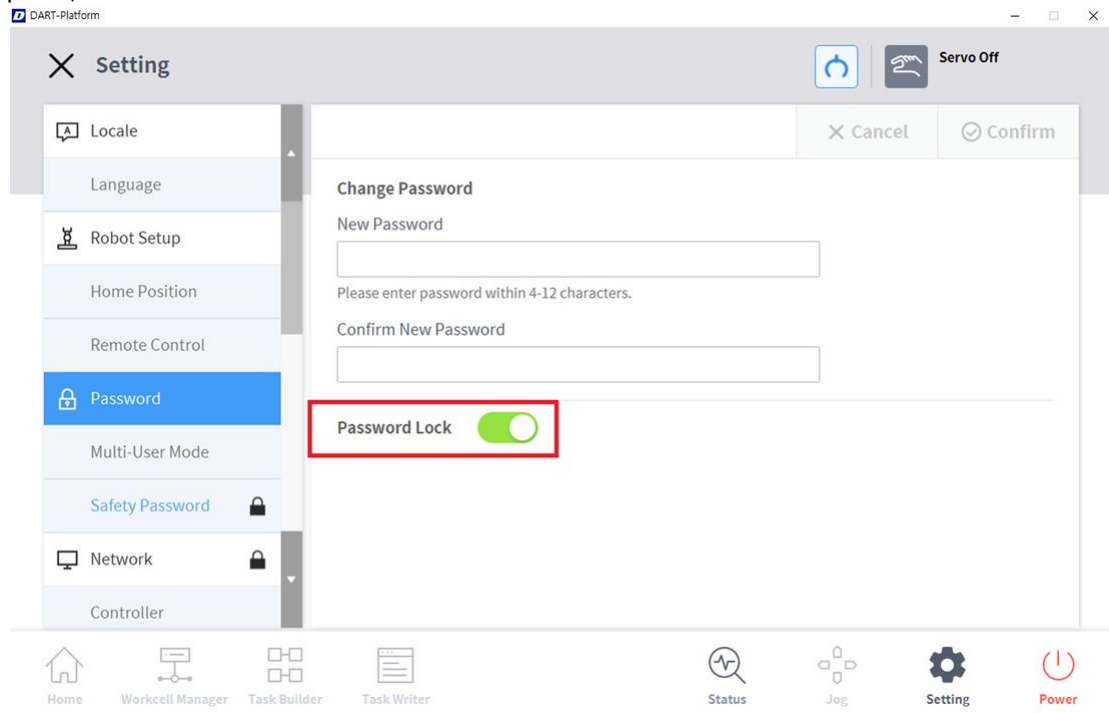 DART-Platform
Setting
Servo Off
Locale
Language
Robot Setup
Home Position
Remote Control
Password
Multi-User Mode
Safety Password
Network
Controller
Cancel
Confirm
Change Password
New Password
Please enter password within 4-12 characters.
Confirm New Password
Password Lock
Home
Workcell Manager
Task Builder
Task Writer
Status
Jog
Setting
Power